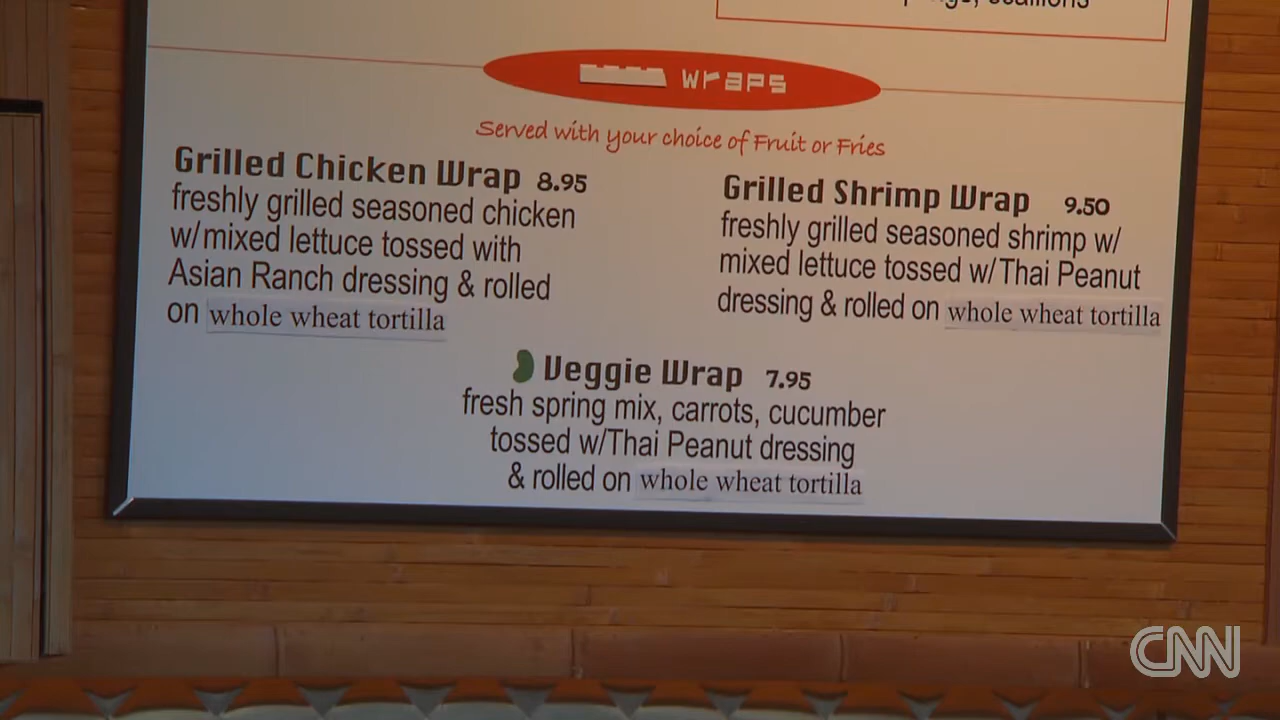 scallions
wraps
Served with your choice of Fruit or Fries
Grilled Chicken Wrap 8.95
freshly grilled seasoned chicken
w/mixed lettuce tossed with
Asian Ranch dressing & rolled
on whole wheat tortilla
Grilled Shrimp Wrap 9.50
freshly grilled seasoned shrimp w/
mixed lettuce tossed w/Thai Peanut
dressing & rolled on whole wheat tortilla
Veggie Wrap 7.95
fresh spring mix, carrots, cucumber
tossed w/Thai Peanut dressing
& rolled on whole wheat tortilla
CNN